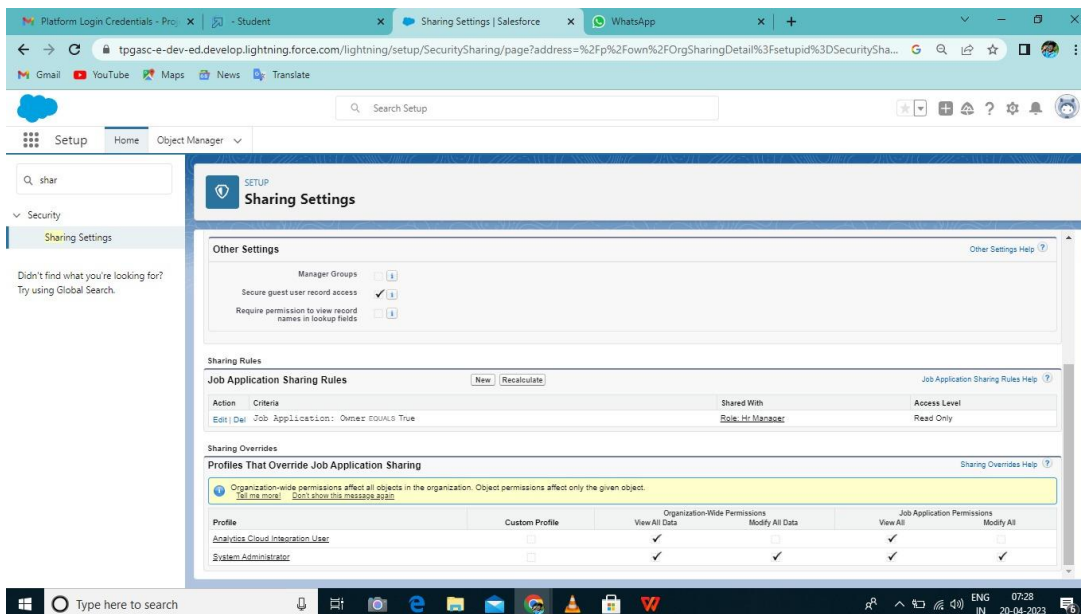 Platform Login Credentials - Pro
- Student
Sharing Settings | Salesforce
WhatsApp
tpgasc-e-dev-ed.develop.lightning.force.com/lightning/setup/SecuritySharing/page?address=%2Fp%2Fown%2FOrgSharingDetail%3Fsetupid%3DSecuritySha...
Gmail YouTube Maps News Translate
Search Setup
Setup Home Object Manager
shar
Security
Sharing Settings
Didn't find what you're looking for?
Try using Global Search.
SETUP
Sharing Settings
Other Settings Other Settings Help ?
Manager Groups
Secure guest user record access
Require permission to view record
names in lookup fields
Sharing Rules
Job Application Sharing Rules New Recalculate Job Application Sharing Rules Help ?
Action Criteria Shared With Access Level
Edit | Del Job Application: Owner EQUALS True Role: Hr Manager Read Only
Sharing Overrides
Profiles That Override Job Application Sharing Sharing Overrides Help ?
Organization-wide permissions affect all objects in the organization. Object permissions affect only the given object.
Tell me more! Don't show this message again
Organization-Wide Permissions Job Application Permissions
Profile Custom Profile View All Data Modify All Data View All Modify All
Analytics Cloud Integration User
System Administrator
Type here to search
ENG 07:28
IN 20-04-2023